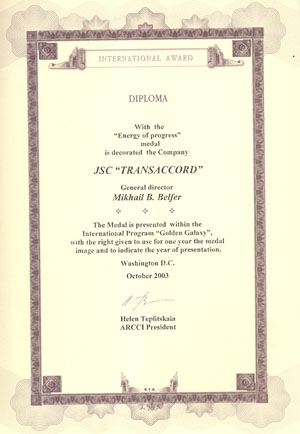 INTERNATIONAL AWARD
DIPLOMA
With the
"Energy of progress"
medal
is decorated the Company
JSC "TRANSACCORD"
General director
Mikhail B. Belfer
The Medal is presented within the
International Program "Golden Galaxy",
with the right given to use for one year the medal
image and to indicate the year of presentation.
Washington D.C.
October 2003
Helen Teplitskaia
ARCCI President